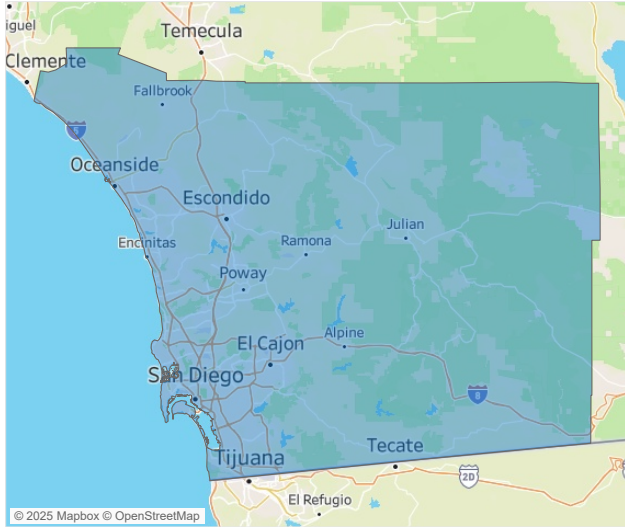 iguel
Temecula
Clemente
Fallbrook
5
Oceanside
Escondido
Julian
Encinitas
Ramona
Poway
El Cajon
Alpine
San Diego
8
Tijuana
Tecate
2D
El Refugio
© 2025 Mapbox © OpenStreetMap